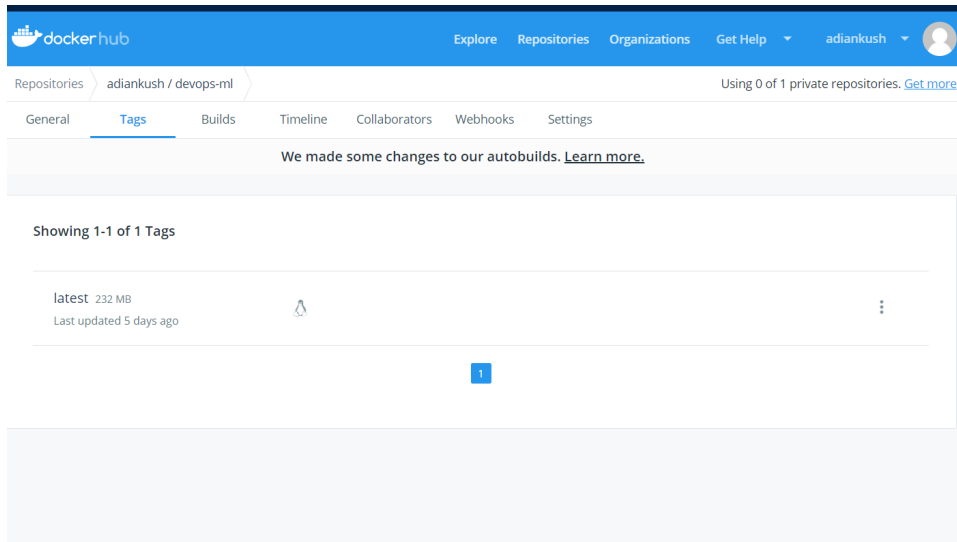 dockerhub Explore Repositories Organizations Get Help adiankush
Repositories adiankush / devops-ml Using 0 of 1 private repositories. Get more
General Tags Builds Timeline Collaborators Webhooks Settings
We made some changes to our autobuilds. Learn more.
Showing 1-1 of 1 Tags
latest 232 MB
Last updated 5 days ago
1